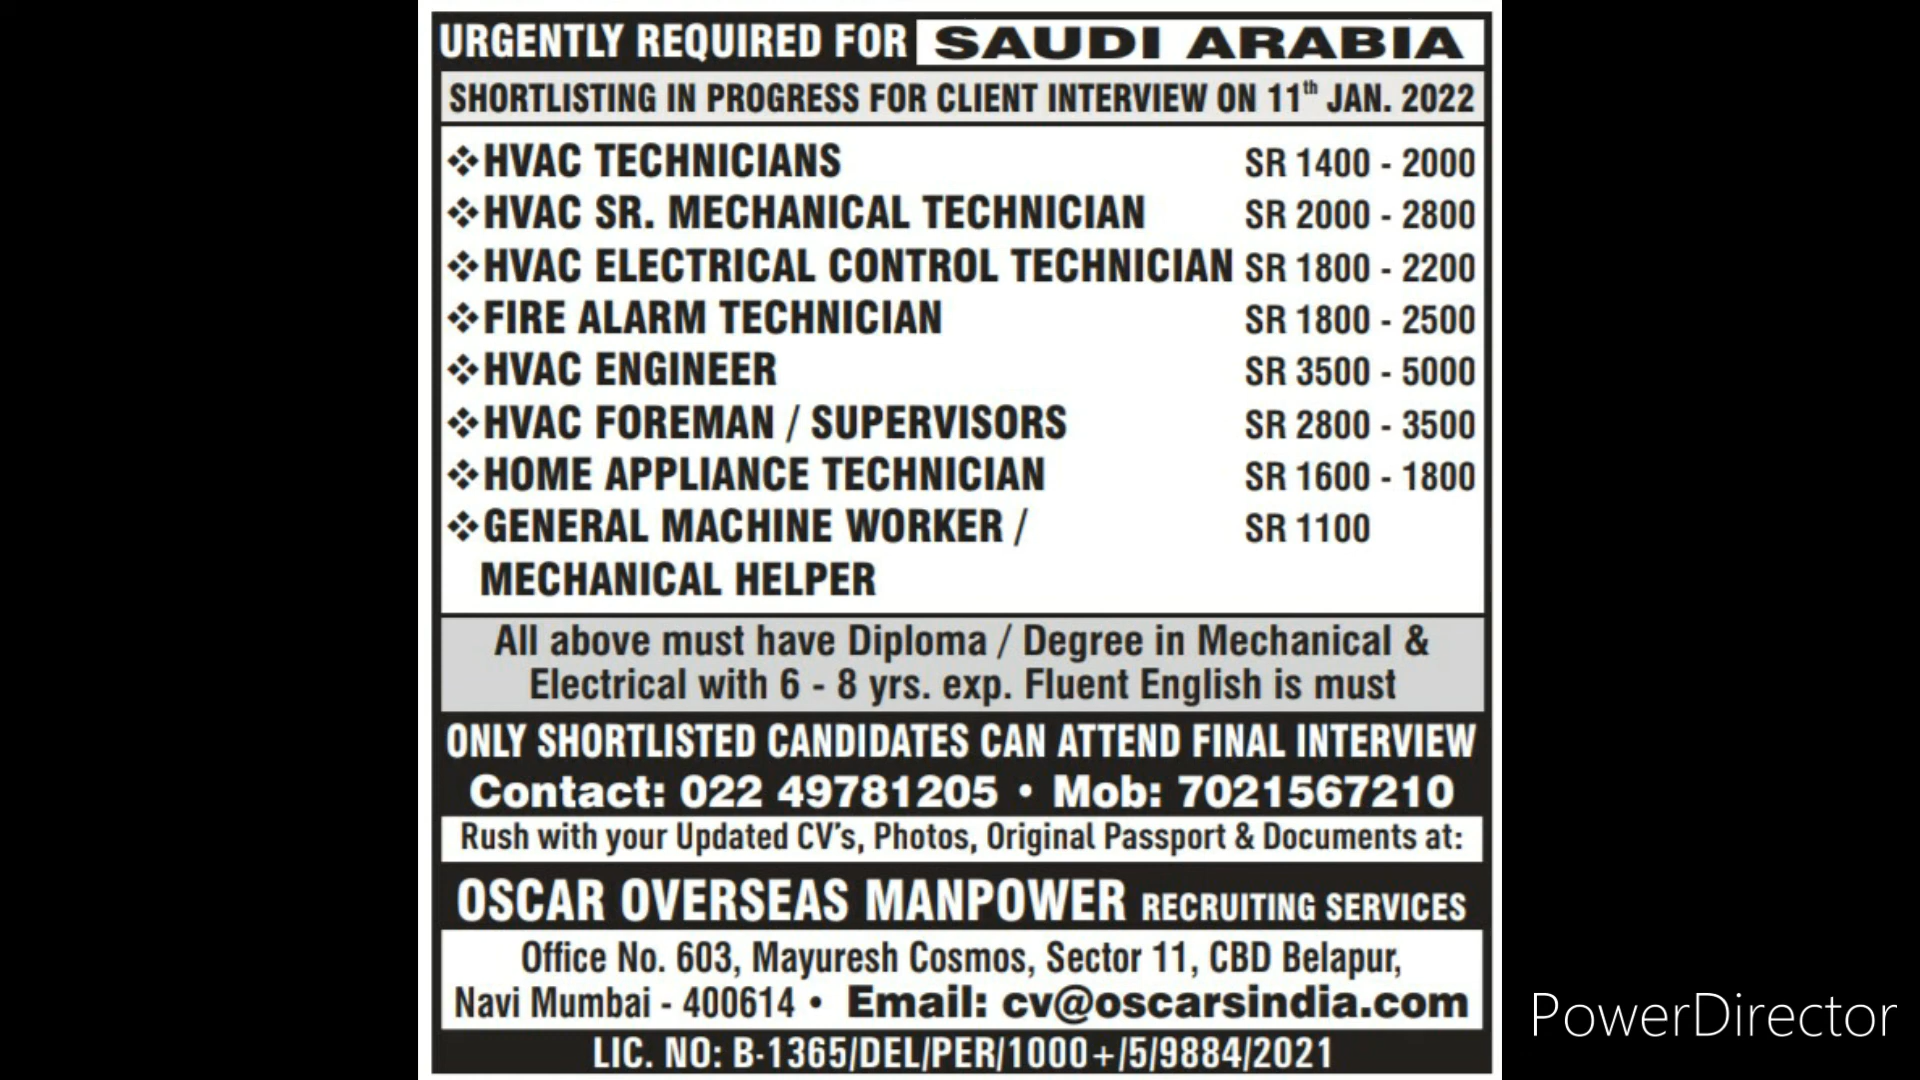 URGENTLY REQUIRED FOR SAUDI ARABIA
SHORTLISTING IN PROGRESS FOR CLIENT INTERVIEW ON 11th JAN. 2022
❖HVAC TECHNICIANS SR 1400 - 2000
❖HVAC SR. MECHANICAL TECHNICIAN SR 2000 - 2800
❖HVAC ELECTRICAL CONTROL TECHNICIAN SR 1800 - 2200
❖FIRE ALARM TECHNICIAN SR 1800 - 2500
❖HVAC ENGINEER SR 3500 - 5000
❖HVAC FOREMAN / SUPERVISORS SR 2800 - 3500
❖HOME APPLIANCE TECHNICIAN SR 1600 - 1800
❖GENERAL MACHINE WORKER / SR 1100
MECHANICAL HELPER
All above must have Diploma / Degree in Mechanical &
Electrical with 6 - 8 yrs. exp. Fluent English is must
ONLY SHORTLISTED CANDIDATES CAN ATTEND FINAL INTERVIEW
Contact: 022 49781205 • Mob: 7021567210
Rush with your Updated CV's, Photos, Original Passport & Documents at:
OSCAR OVERSEAS MANPOWER RECRUITING SERVICES
Office No. 603, Mayuresh Cosmos, Sector 11, CBD Belapur,
Navi Mumbai - 400614 • Email: cv@oscarsindia.com
LIC. NO: B-1365/DEL/PER/1000+/5/9884/2021
PowerDirector